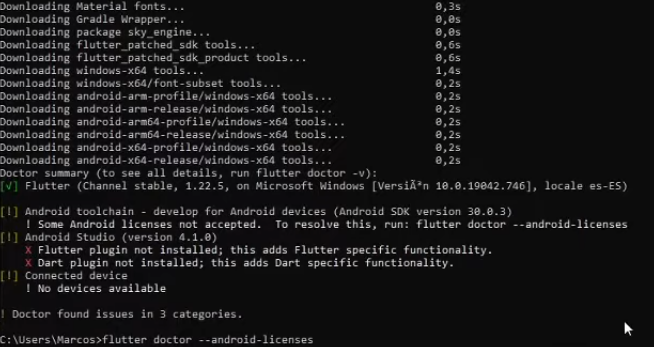 Downloading Material fonts... 0,3s
Downloading Gradle Wrapper... 0,0s
Downloading package sky_engine... 0,0s
Downloading flutter_patched_sdk tools... 0,6s
Downloading flutter_patched_sdk_product tools... 0,6s
Downloading windows-x64 tools... 1,4s
Downloading windows-x64/font-subset tools... 0,2s
Downloading android-arm-profile/windows-x64 tools... 0,2s
Downloading android-arm-release/windows-x64 tools... 0,2s
Downloading android-arm64-profile/windows-x64 tools... 0,2s
Downloading android-arm64-release/windows-x64 tools... 0,2s
Downloading android-x64-profile/windows-x64 tools... 0,2s
Downloading android-x64-release/windows-x64 tools... 0,2s
Doctor summary (to see all details, run flutter doctor -v):
[√] Flutter (Channel stable, 1.22.5, on Microsoft Windows [VersiÃ³n 10.0.19042.746], locale es-ES)
[!] Android toolchain - develop for Android devices (Android SDK version 30.0.3)
! Some Android licenses not accepted. To resolve this, run: flutter doctor --android-licenses
[!] Android Studio (version 4.1.0)
X Flutter plugin not installed; this adds Flutter specific functionality.
X Dart plugin not installed; this adds Dart specific functionality.
[!] Connected device
! No devices available
! Doctor found issues in 3 categories.
C:\Users\Marcos>flutter doctor --android-licenses